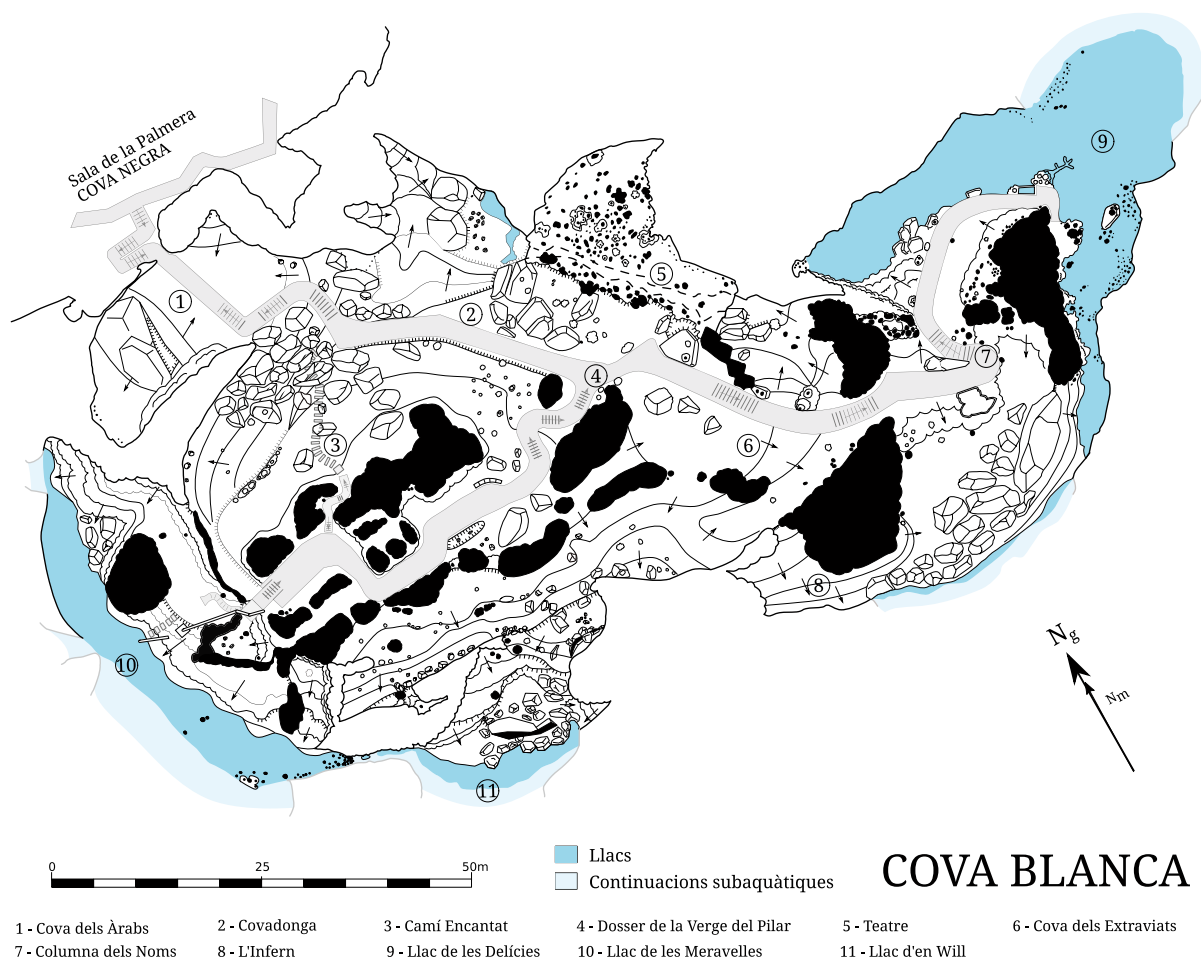 Sala de la Palmera
COVA NEGRA
1
2
3
4
5
6
7
8
9
10
11
Ng
Nm
0 25 50m
Llacs
Continuacions subaquàtiques
COVA BLANCA
1 - Cova dels Àrabs 2 - Covadonga 3 - Camí Encantat 4 - Dosser de la Verge del Pilar 5 - Teatre 6 - Cova dels Extraviats
7 - Columna dels Noms 8 - L'Infern 9 - Llac de les Delícies 10 - Llac de les Meravelles 11 - Llac d'en Will